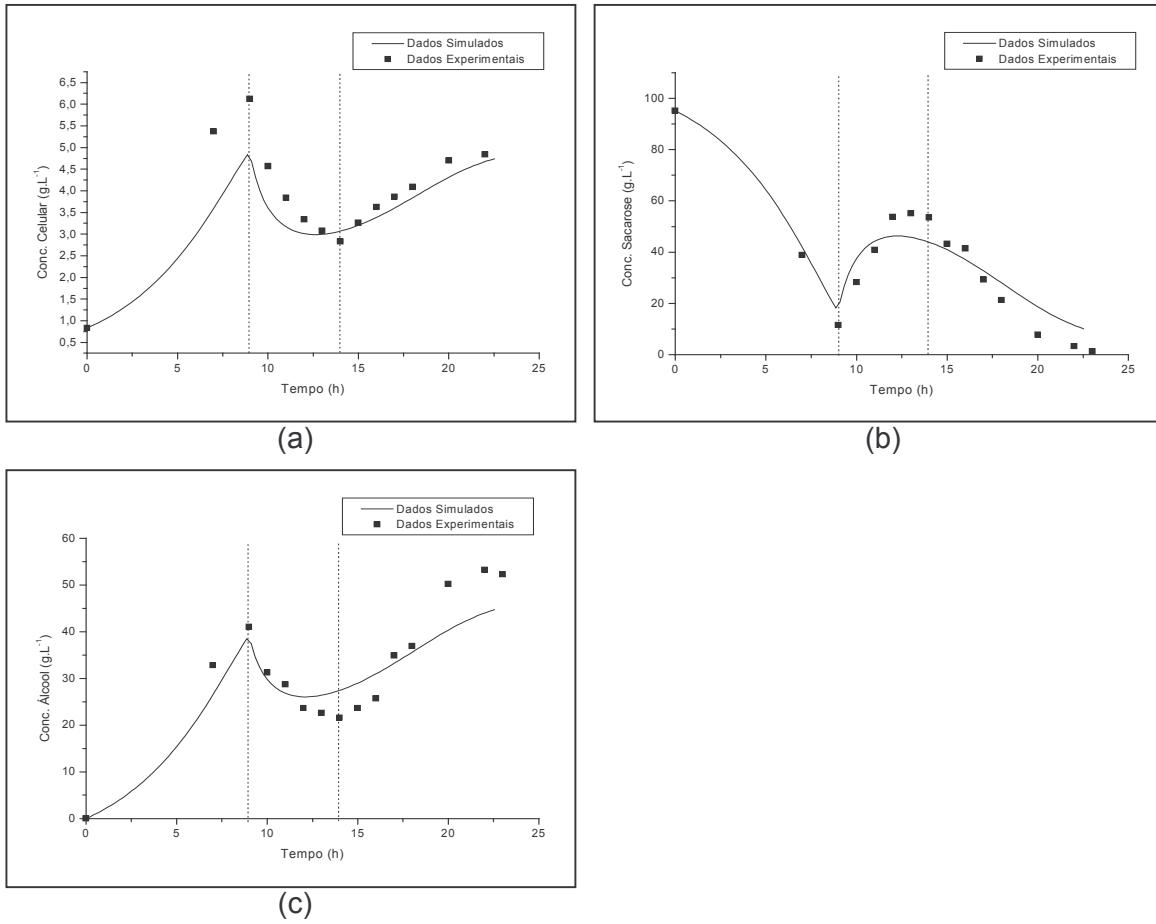 Dados Simulados
Dados Experimentais
6,5
6,0
5,5
5,0
4,5
4,0
3,5
3,0
2,5
2,0
1,5
1,0
0,5
Conc. Celular (g.L⁻¹)
0 5 10 15 20 25
Tempo (h)
(a)
Dados Simulados
Dados Experimentais
100
80
60
40
20
0
Conc. Sacarose (g.L⁻¹)
0 5 10 15 20 25
Tempo (h)
(b)
Dados Simulados
Dados Experimentais
60
50
40
30
20
10
0
Conc. Álcool (g.L⁻¹)
0 5 10 15 20 25
Tempo (h)
(c)